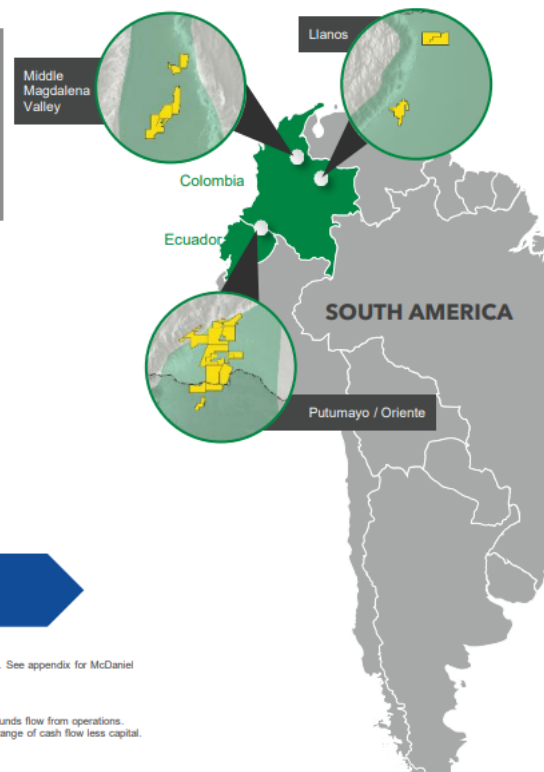 Llanos
Middle
Magdalena
Valley
Colombia
Ecuador
SOUTH AMERICA
Putumayo / Oriente
. See appendix for McDaniel
unds flow from operations.
ange of cash flow less capital.